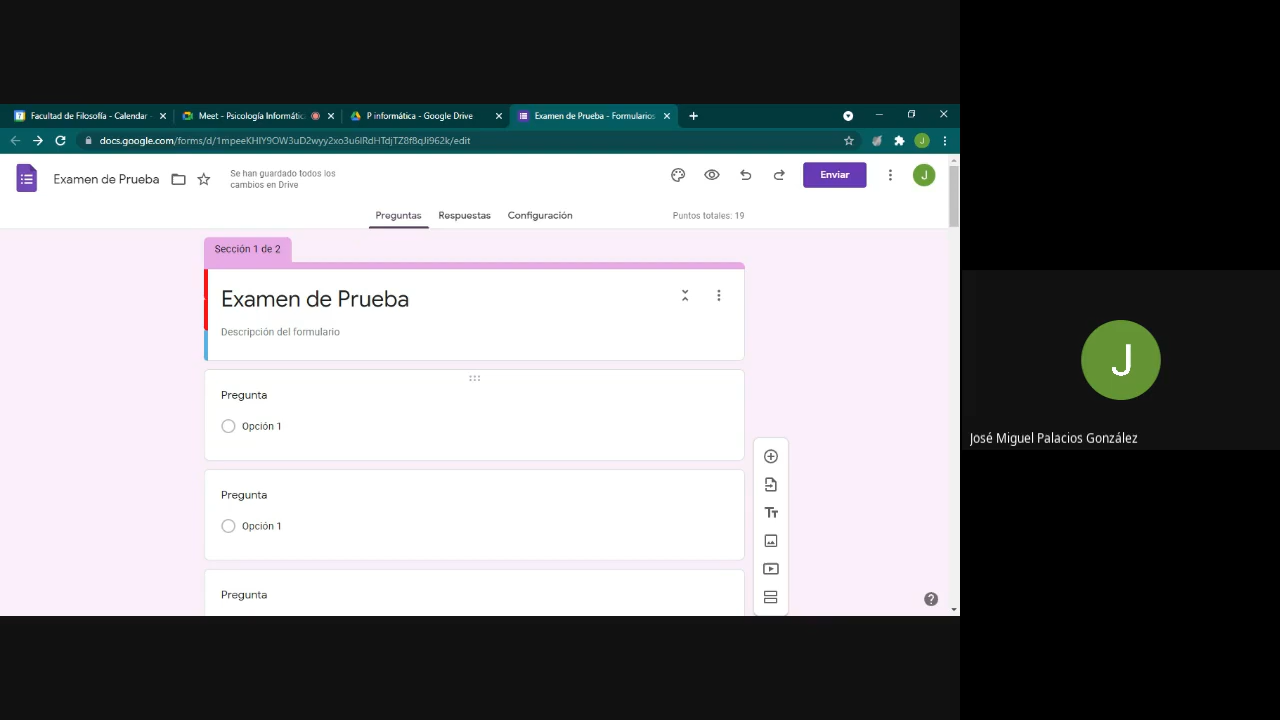 Facultad de Filosofía - Calendar
Meet - Psicología Informátic
P informática - Google Drive
Examen de Prueba - Formularios
docs.google.com/forms/d/1mpeeKHIY9OW3uD2wyy2xo3u6lRdHTdjTZ8f8qJi962k/edit
J
Examen de Prueba
Se han guardado todos los
cambios en Drive
Enviar
J
Preguntas
Respuestas
Configuración
Puntos totales: 19
Sección 1 de 2
Examen de Prueba
Descripción del formulario
Pregunta
Opción 1
Pregunta
Opción 1
Pregunta
J
José Miguel Palacios González